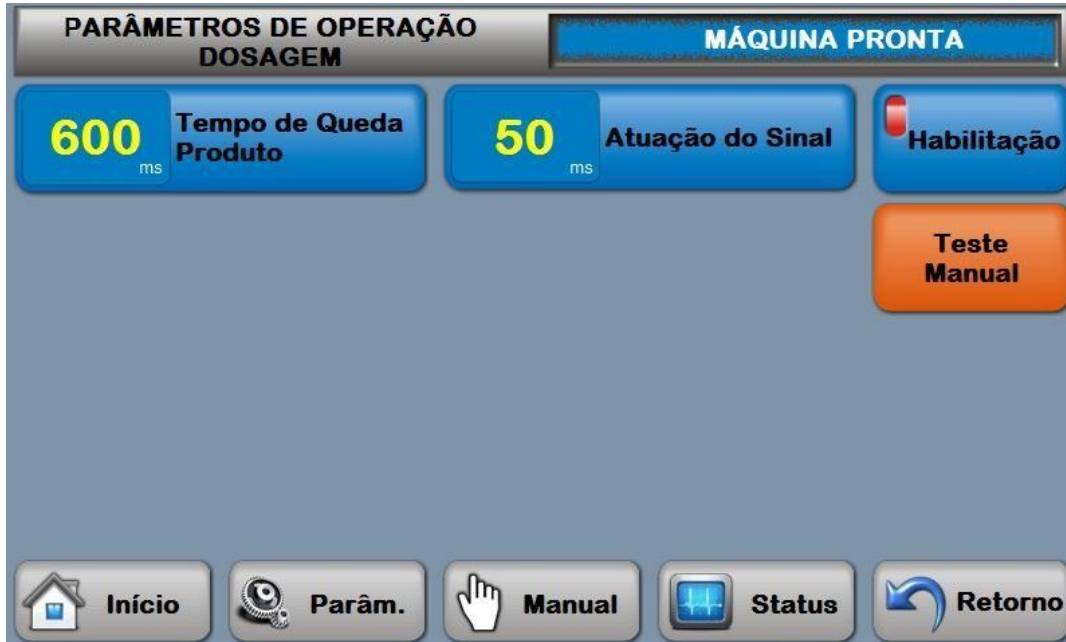 PARÂMETROS DE OPERAÇÃO
DOSAGEM
MÁQUINA PRONTA
600
ms
Tempo de Queda
Produto
50
ms
Atuação do Sinal
Habilitação
Teste
Manual
Início
Parâm.
Manual
Status
Retorno